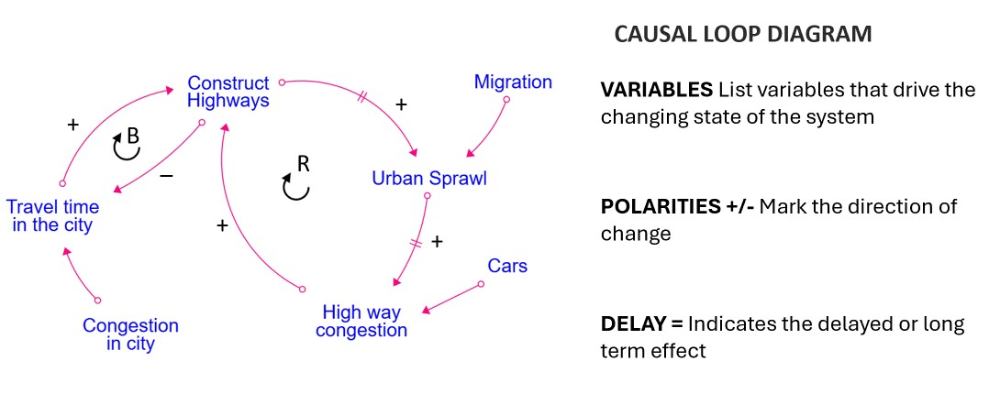 CAUSAL LOOP DIAGRAM
Construct
Highways
Migration
VARIABLES List variables that drive the
changing state of the system
+
+
B
R
–
Urban Sprawl
Travel time
in the city
POLARITIES +/- Mark the direction of
change
+
+
Cars
High way
congestion
Congestion
in city
DELAY = Indicates the delayed or long
term effect